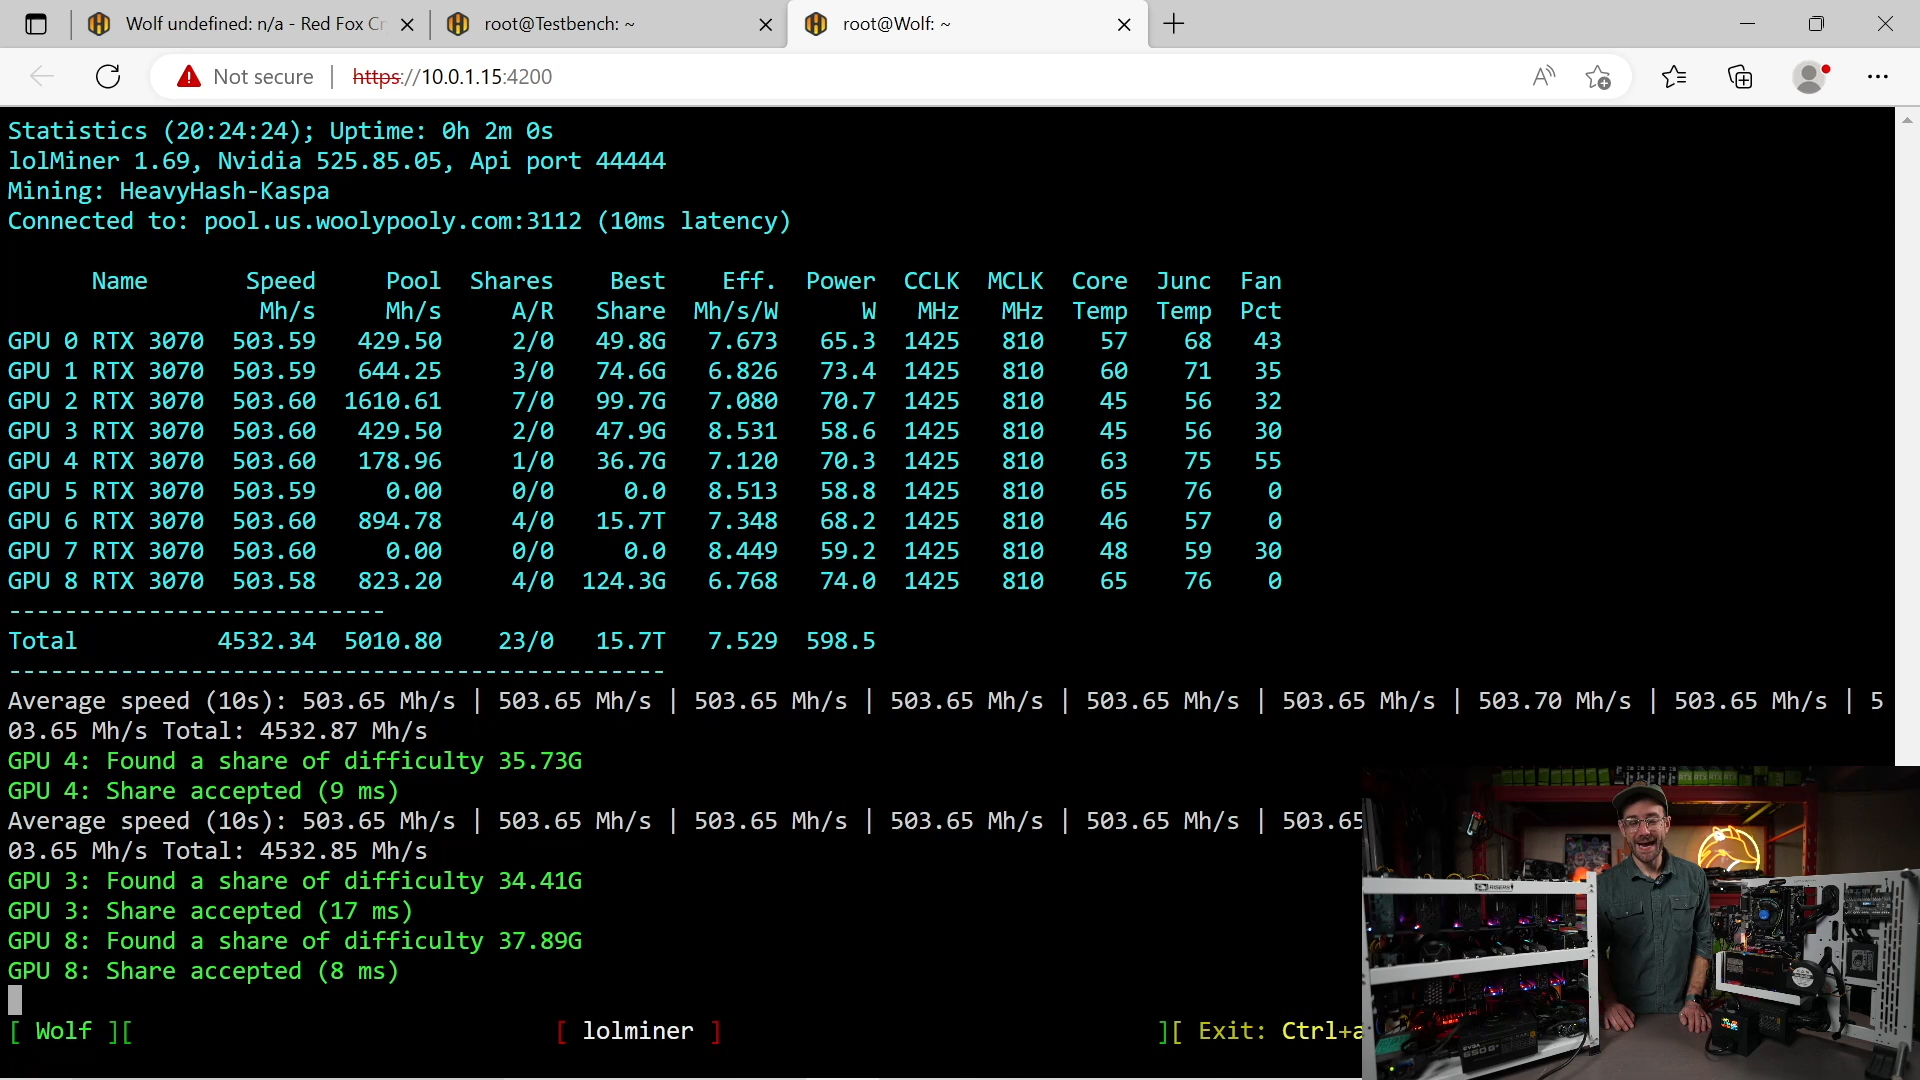 Wolf undefined: n/a - Red Fox Cr
root@Testbench: ~
root@Wolf: ~
Not secure
https://10.0.1.15:4200
Statistics (20:24:24); Uptime: 0h 2m 0s
lolMiner 1.69, Nvidia 525.85.05, Api port 44444
Mining: HeavyHash-Kaspa
Connected to: pool.us.woolypooly.com:3112 (10ms latency)
Name Speed Pool Shares Best Eff. Power CCLK MCLK Core Junc Fan
Mh/s Mh/s A/R Share Mh/s/W W MHz MHz Temp Temp Pct
GPU 0 RTX 3070 503.59 429.50 2/0 49.8G 7.673 65.3 1425 810 57 68 43
GPU 1 RTX 3070 503.59 644.25 3/0 74.6G 6.826 73.4 1425 810 60 71 35
GPU 2 RTX 3070 503.60 1610.61 7/0 99.7G 7.080 70.7 1425 810 45 56 32
GPU 3 RTX 3070 503.60 429.50 2/0 47.9G 8.531 58.6 1425 810 45 56 30
GPU 4 RTX 3070 503.60 178.96 1/0 36.7G 7.120 70.3 1425 810 63 75 55
GPU 5 RTX 3070 503.59 0.00 0/0 0.0 8.513 58.8 1425 810 65 76 0
GPU 6 RTX 3070 503.60 894.78 4/0 15.7T 7.348 68.2 1425 810 46 57 0
GPU 7 RTX 3070 503.60 0.00 0/0 0.0 8.449 59.2 1425 810 48 59 30
GPU 8 RTX 3070 503.58 823.20 4/0 124.3G 6.768 74.0 1425 810 65 76 0
---------------------------
Total 4532.34 5010.80 23/0 15.7T 7.529 598.5
-----------------------------------------------
Average speed (10s): 503.65 Mh/s | 503.65 Mh/s | 503.65 Mh/s | 503.65 Mh/s | 503.65 Mh/s | 503.65 Mh/s | 503.70 Mh/s | 503.65 Mh/s | 5
03.65 Mh/s Total: 4532.87 Mh/s
GPU 4: Found a share of difficulty 35.73G
GPU 4: Share accepted (9 ms)
Average speed (10s): 503.65 Mh/s | 503.65 Mh/s | 503.65 Mh/s | 503.65 Mh/s | 503.65 Mh/s | 503.65
03.65 Mh/s Total: 4532.85 Mh/s
GPU 3: Found a share of difficulty 34.41G
GPU 3: Share accepted (17 ms)
GPU 8: Found a share of difficulty 37.89G
GPU 8: Share accepted (8 ms)
[ Wolf ][ [ lolminer ] ][ Exit: Ctrl+a
RISERS
EVGA